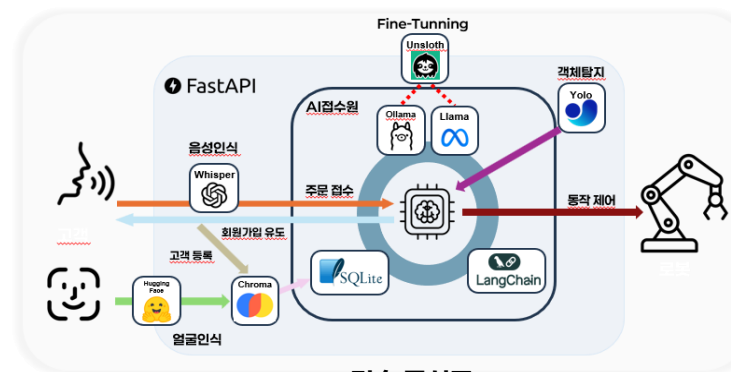 Fine-Tunning
Unsloth
FastAPI
객체탐지
Yolo
AI접수원
Ollama
Llama
음성인식
Whisper
주문 접수
동작 제어
회원가입 유도
고객 등록
SQLite
LangChain
Hugging
Face
Chroma
얼굴인식